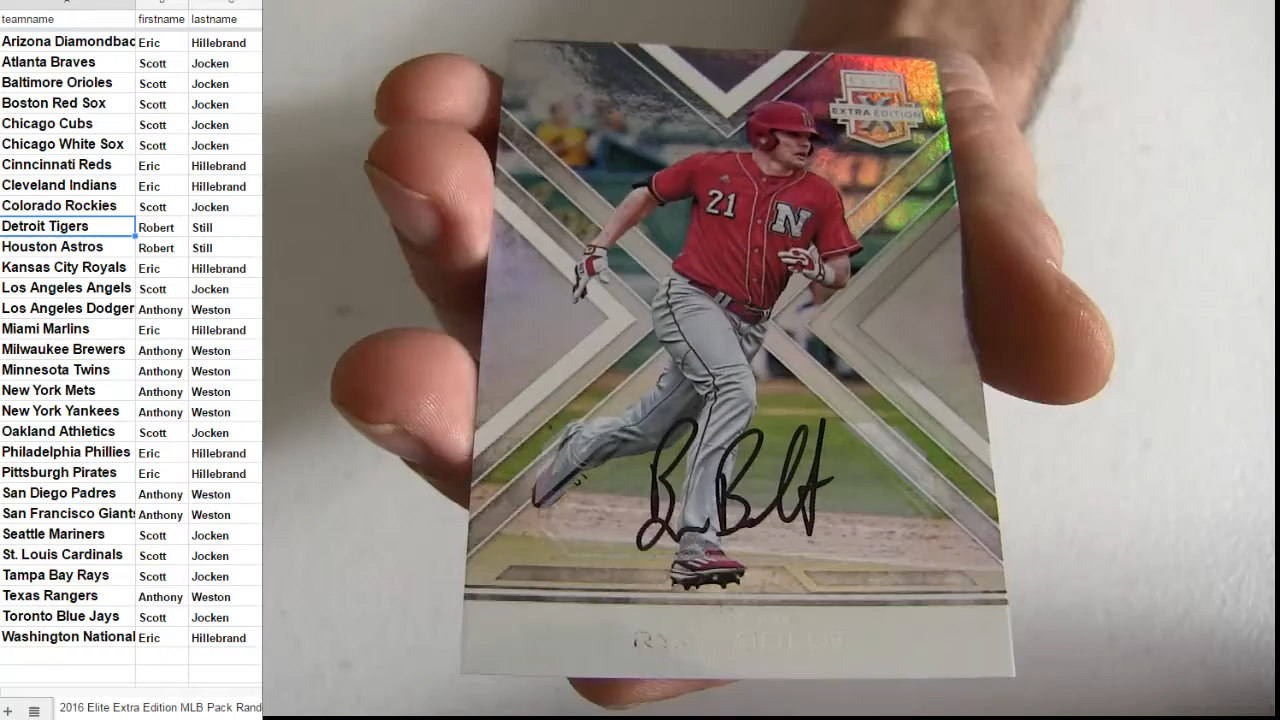 teamname firstname lastname
Arizona Diamondbac Eric Hillebrand
Atlanta Braves Scott Jocken
Baltimore Orioles Scott Jocken
Boston Red Sox Scott Jocken
Chicago Cubs Scott Jocken
Chicago White Sox Scott Jocken
Cinncinnati Reds Eric Hillebrand
Cleveland Indians Eric Hillebrand
Colorado Rockies Scott Jocken
Detroit Tigers Robert Still
Houston Astros Robert Still
Kansas City Royals Eric Hillebrand
Los Angeles Angels Scott Jocken
Los Angeles Dodger Anthony Weston
Miami Marlins Eric Hillebrand
Milwaukee Brewers Anthony Weston
Minnesota Twins Anthony Weston
New York Mets Anthony Weston
New York Yankees Anthony Weston
Oakland Athletics Scott Jocken
Philadelphia Phillies Eric Hillebrand
Pittsburgh Pirates Eric Hillebrand
San Diego Padres Anthony Weston
San Francisco Giants Anthony Weston
Seattle Mariners Scott Jocken
St. Louis Cardinals Scott Jocken
Tampa Bay Rays Scott Jocken
Texas Rangers Anthony Weston
Toronto Blue Jays Scott Jocken
Washington National Eric Hillebrand
2016 Elite Extra Edition MLB Pack Rand
ELITE
EXTRA EDITION
N
21 N